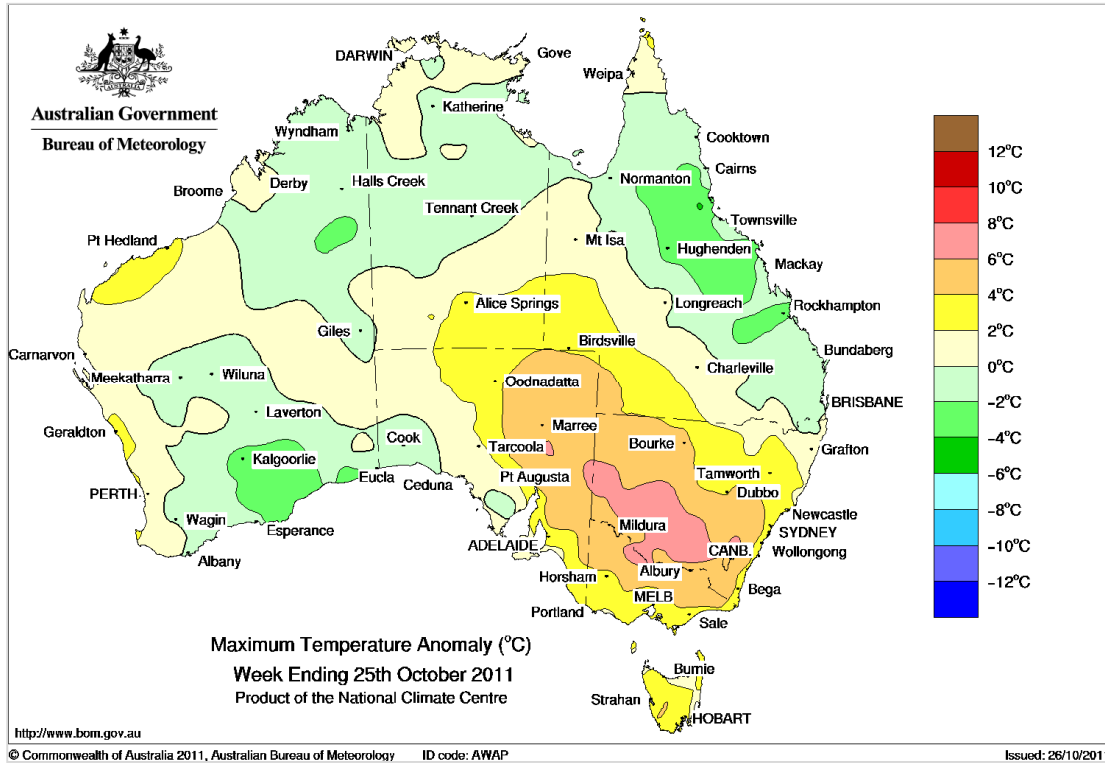 Australian Government
Bureau of Meteorology
DARWIN
Gove
Weipa
Katherine
Wyndham
Cooktown
Cairns
Derby
Halls Creek
Normanton
Broome
Tennant Creek
Townsville
Pt Hedland
Mt Isa
Hughenden
Mackay
Alice Springs
Longreach
Rockhampton
Giles
Birdsville
Bundaberg
Carnarvon
Meekatharra
Wiluna
Oodnadatta
Charleville
Laverton
BRISBANE
Geraldton
Cook
Marree
Tarcoola
Bourke
Grafton
Kalgoorlie
Eucla
Ceduna
Pt Augusta
Tamworth
PERTH
Dubbo
Wagin
Esperance
Mildura
Newcastle
SYDNEY
Albany
ADELAIDE
CANB.
Wollongong
Horsham
Albury
Bega
Portland
MELB
Sale
Burnie
Strahan
HOBART
12°C
10°C
8°C
6°C
4°C
2°C
0°C
-2°C
-4°C
-6°C
-8°C
-10°C
-12°C
Maximum Temperature Anomaly (°C)
Week Ending 25th October 2011
Product of the National Climate Centre
http://www.bom.gov.au
© Commonwealth of Australia 2011, Australian Bureau of Meteorology ID code: AWAP Issued: 26/10/2011